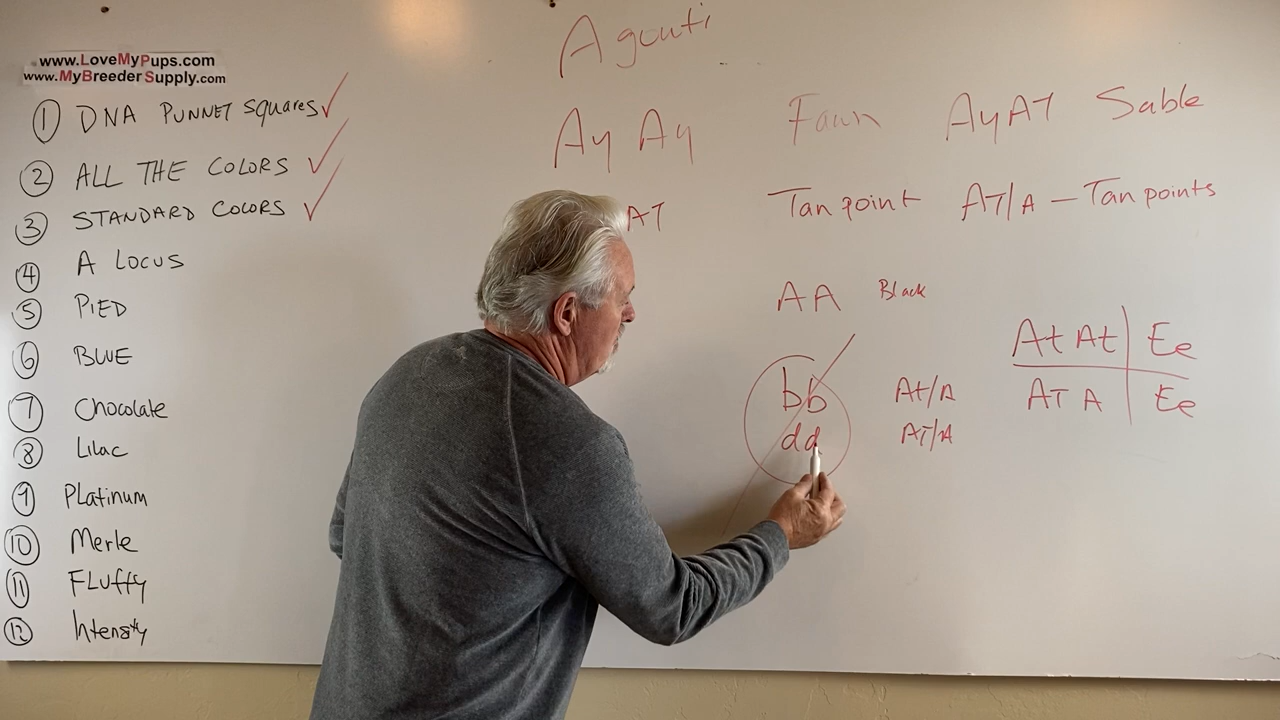 www.LoveMyPups.com
www.MyBreederSupply.com
① DNA PUNNET Squares ✓
② ALL THE COLORS ✓
③ STANDARD COLORS ✓
④ A LOCUS
⑤ PIED
⑥ BLUE
⑦ Chocolate
⑧ Lilac
⑨ Platinum
⑩ Merle
⑪ FLuffy
⑫ Intensity
Agouti
Ay Ay Fawn AyAT Sable
AT Tan point AT/A - Tan points
AA Black
At At Ee
bb At/A AT A Ee
dd AT/A